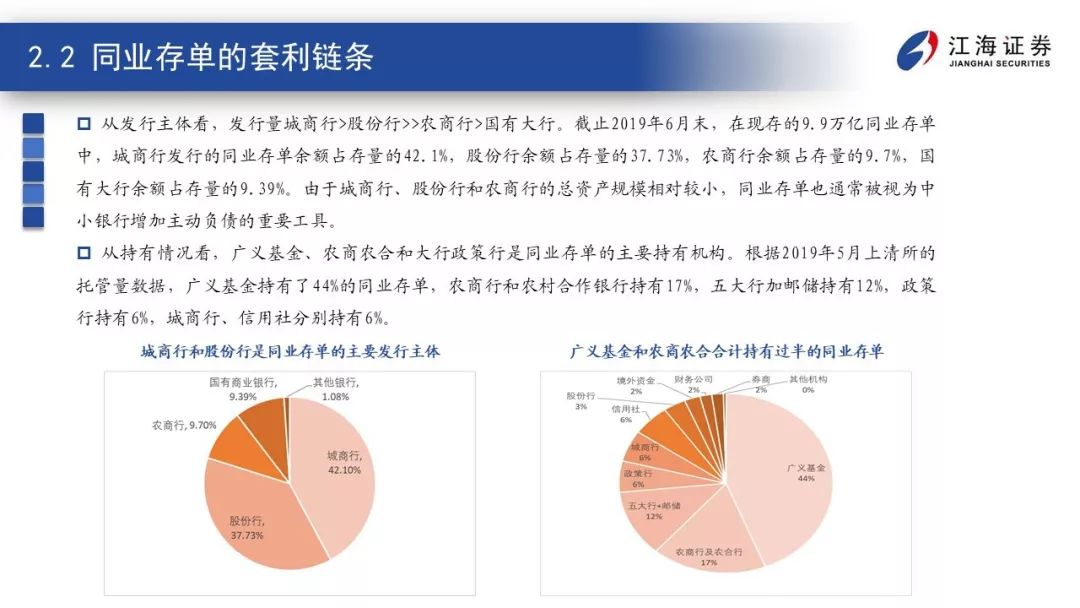 2.2 同业存单的套利链条
江海证券
JIANGHAI SECURITIES
从发行主体看，发行量城商行>股份行>>农商行>国有大行。截止2019年6月末，在现存的9.9万亿同业存单
中，城商行发行的同业存单余额占存量的42.1%，股份行余额占存量的37.73%，农商行余额占存量的9.7%，国
有大行余额占存量的9.39%。由于城商行、股份行和农商行的总资产规模相对较小，同业存单也通常被视为中
小银行增加主动负债的重要工具。
从持有情况看，广义基金、农商农合和大行政策行是同业存单的主要持有机构。根据2019年5月上清所的
托管量数据，广义基金持有了44%的同业存单，农商行和农村合作银行持有17%，五大行加邮储持有12%，政策
行持有6%，城商行、信用社分别持有6%。
城商行和股份行是同业存单的主要发行主体
国有商业银行,
9.39%
其他银行,
1.08%
农商行, 9.70%
城商行,
42.10%
股份行,
37.73%
广义基金和农商农合合计持有过半的同业存单
境外资金
2%
财务公司
2%
券商
2%
其他机构
0%
股份行
3%
信用社
6%
城商行
6%
政策行
6%
五大行+邮储
12%
农商行及农合行
17%
广义基金
44%